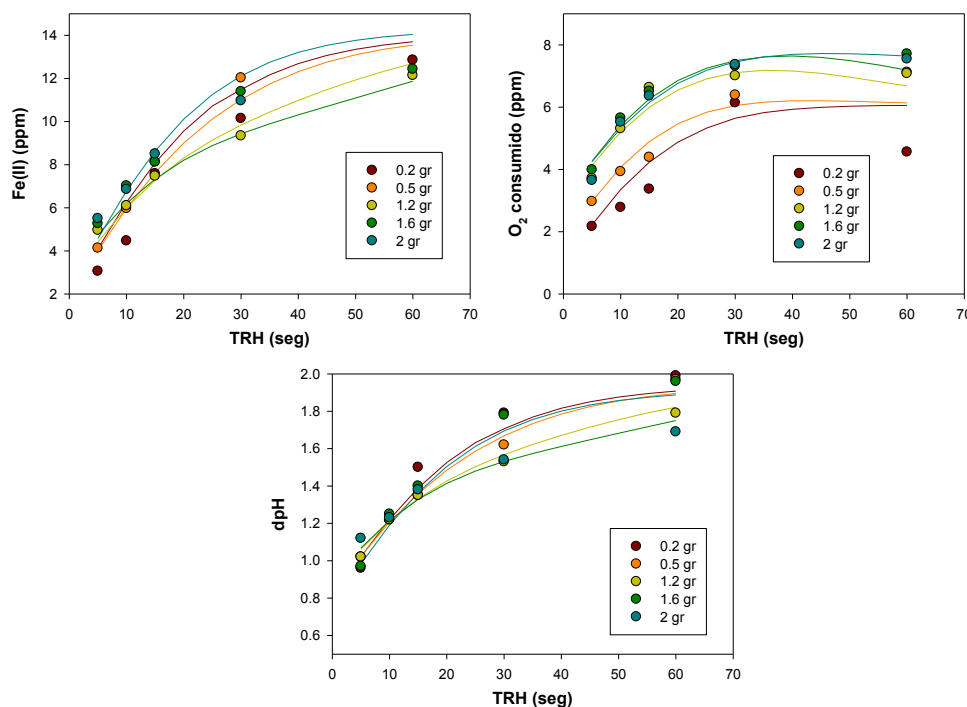 Fe(II) (ppm)
14
12
10
8
6
4
2
0 10 20 30 40 50 60 70
TRH (seg)
0.2 gr
0.5 gr
1.2 gr
1.6 gr
2 gr
O2 consumido (ppm)
8
6
4
2
0
0 10 20 30 40 50 60 70
TRH (seg)
0.2 gr
0.5 gr
1.2 gr
1.6 gr
2 gr
dpH
2.0
1.8
1.6
1.4
1.2
1.0
0.8
0.6
0 10 20 30 40 50 60 70
TRH (seg)
0.2 gr
0.5 gr
1.2 gr
1.6 gr
2 gr